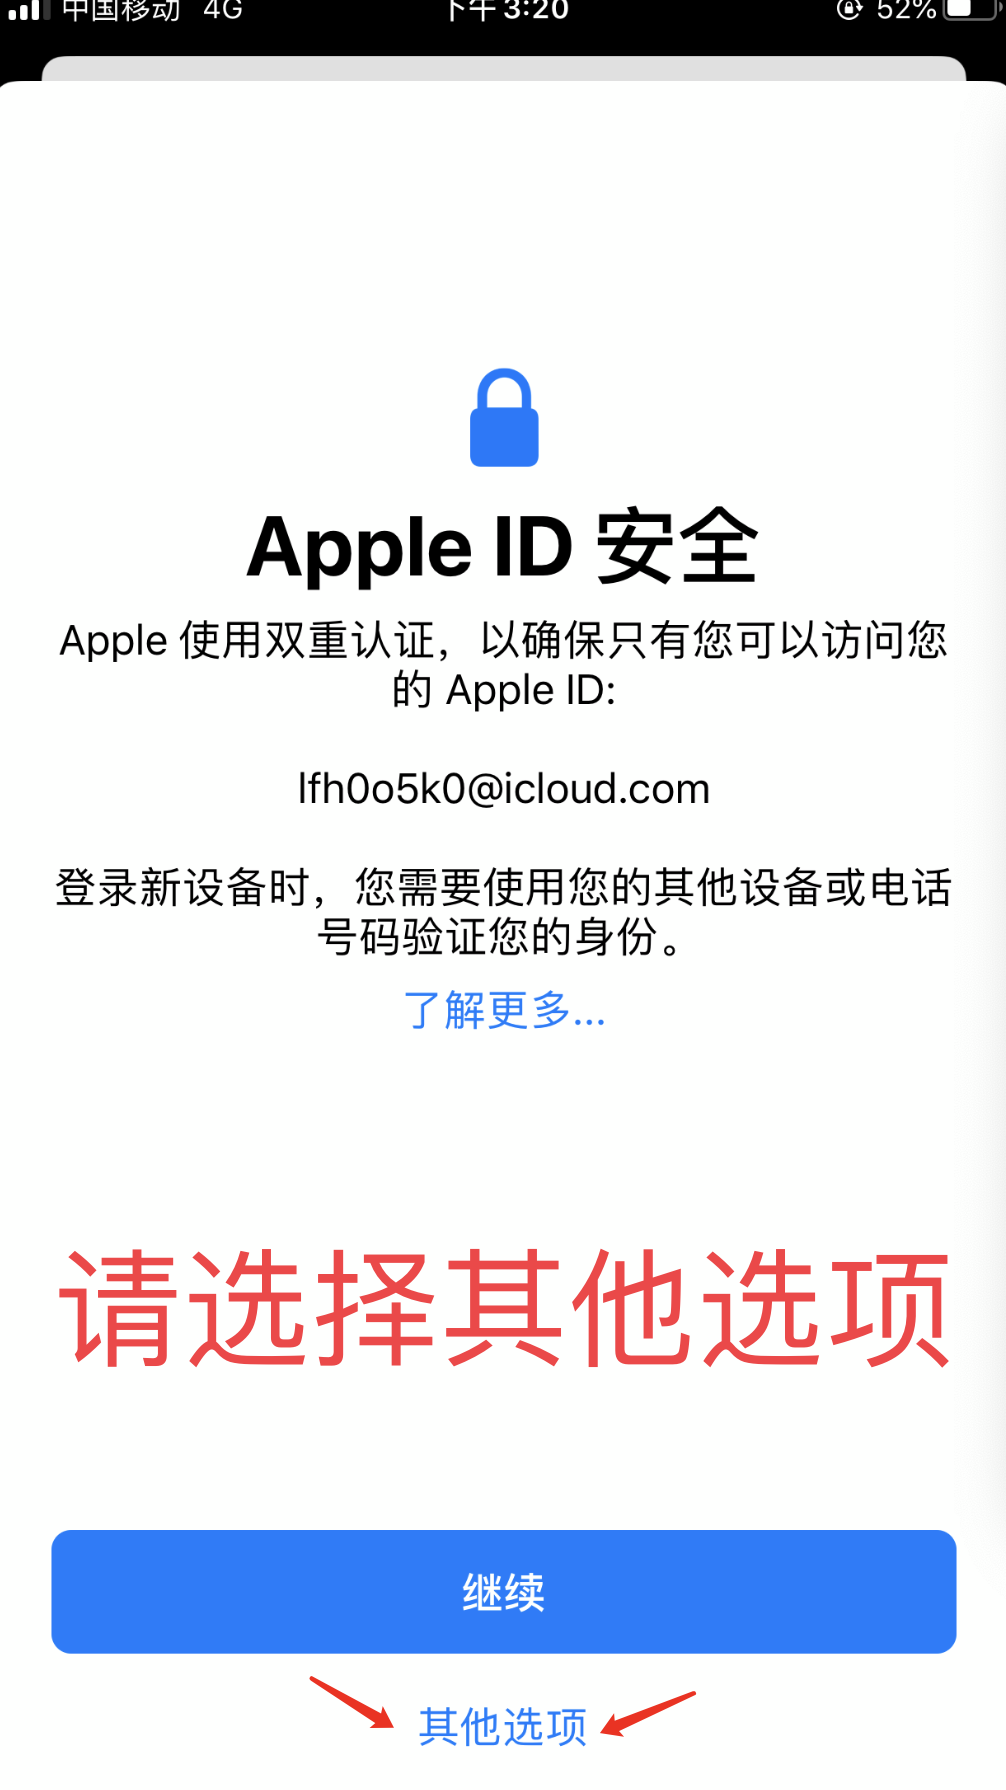 中国移动 4G 下午3:20 52%
Apple ID 安全
Apple 使用双重认证，以确保只有您可以访问您
的 Apple ID:
lfh0o5k0@icloud.com
登录新设备时，您需要使用您的其他设备或电话
号码验证您的身份。
了解更多...
请选择其他选项
继续
其他选项